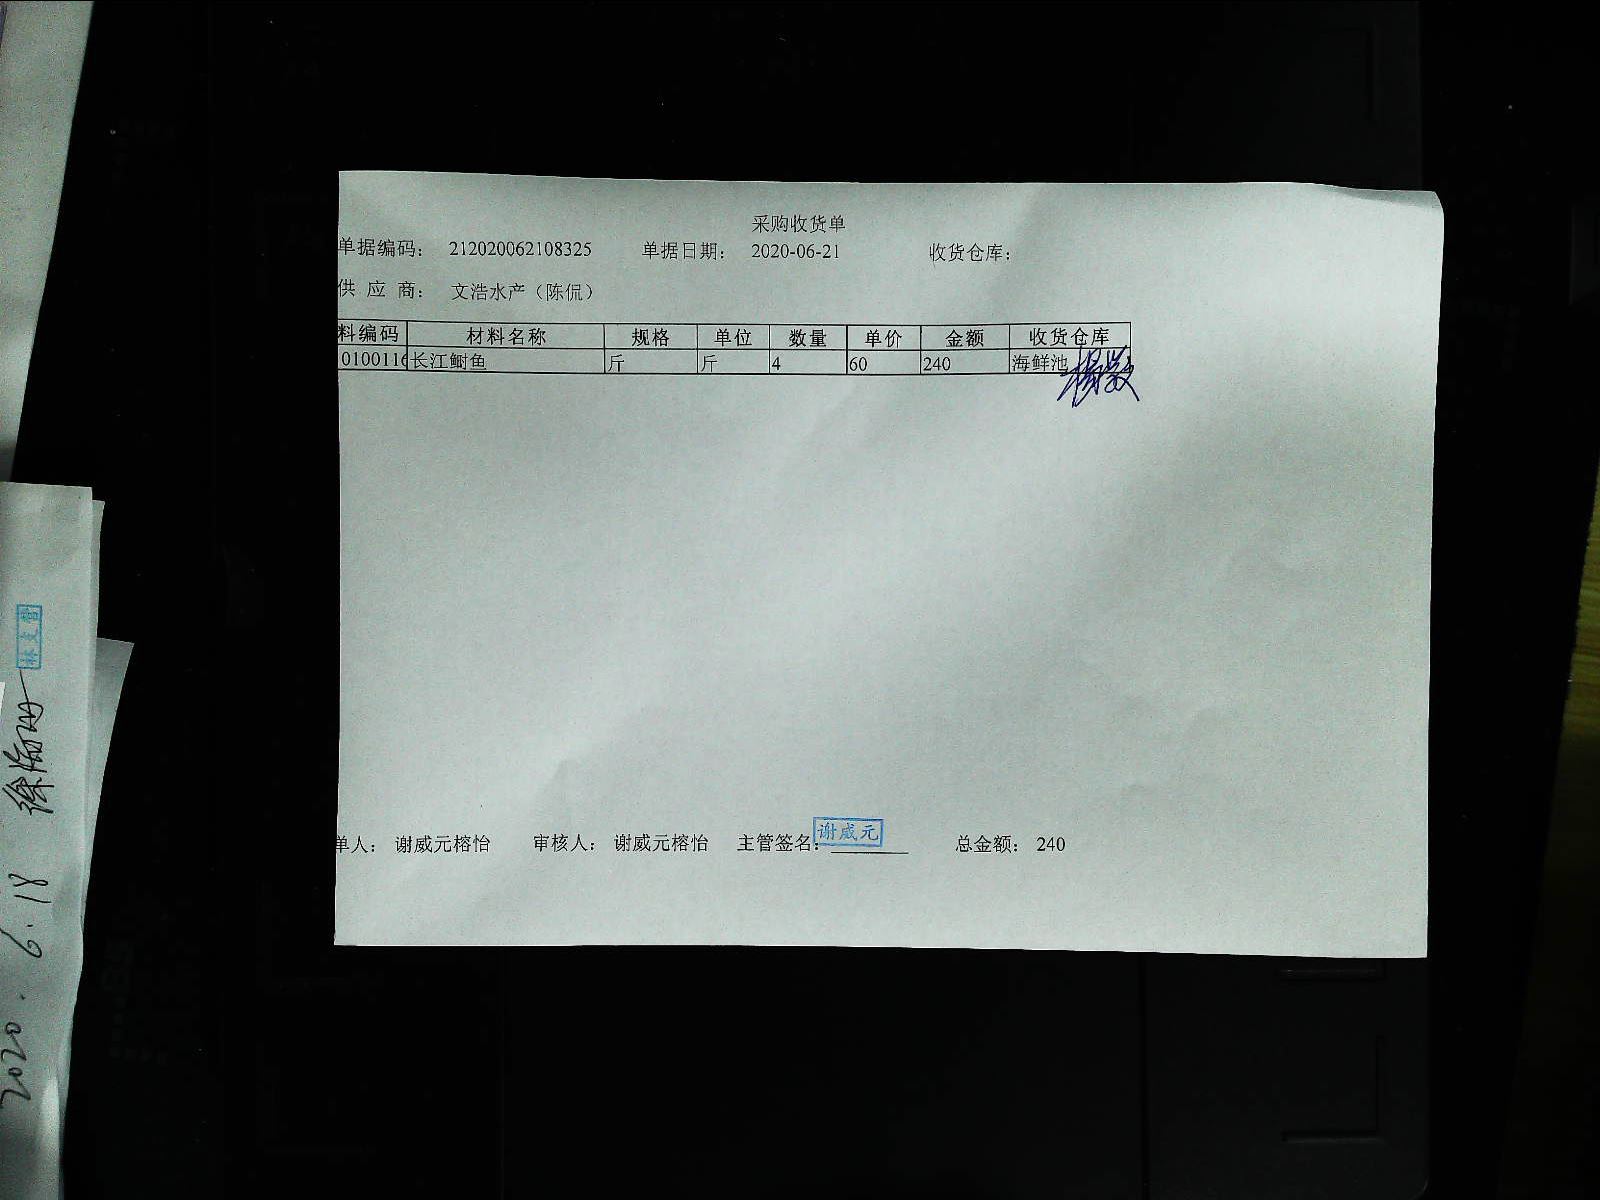 采购收货单
单据编码： 212020062108325 单据日期： 2020-06-21 收货仓库：
供 应 商： 文浩水产（陈侃）
料编码 材料名称 规格 单位 数量 单价 金额 收货仓库
0100116 长江鲥鱼 斤 斤 4 60 240 海鲜池
单人： 谢威元榕怡 审核人： 谢威元榕怡 主管签名： 谢威元 总金额： 240
2020.6.18